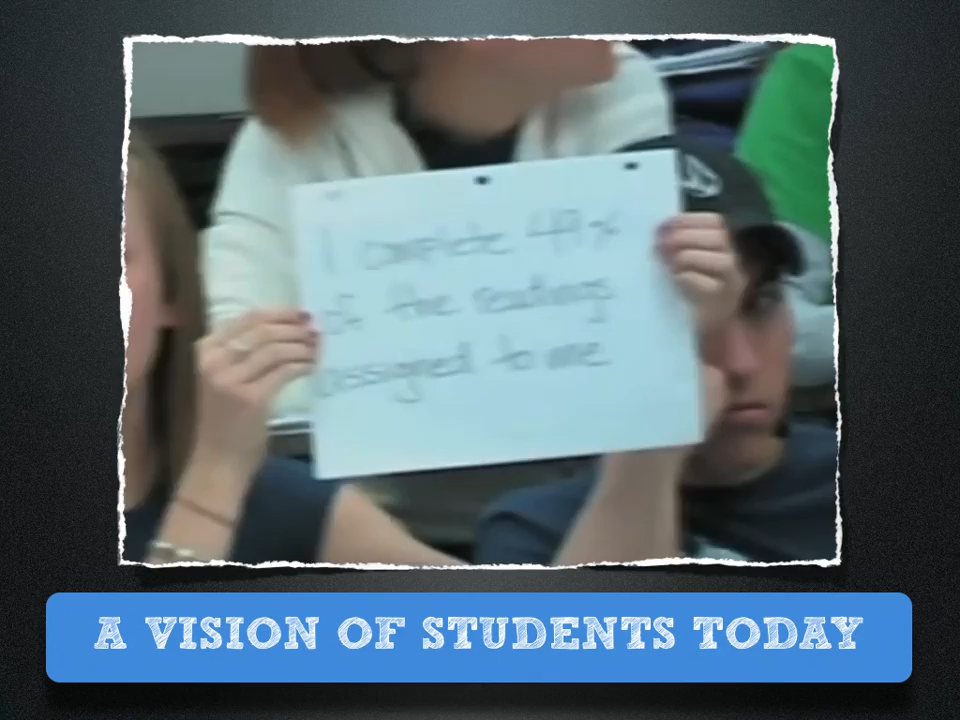 I complete 49%
of the readings
assigned to me
A VISION OF STUDENTS TODAY